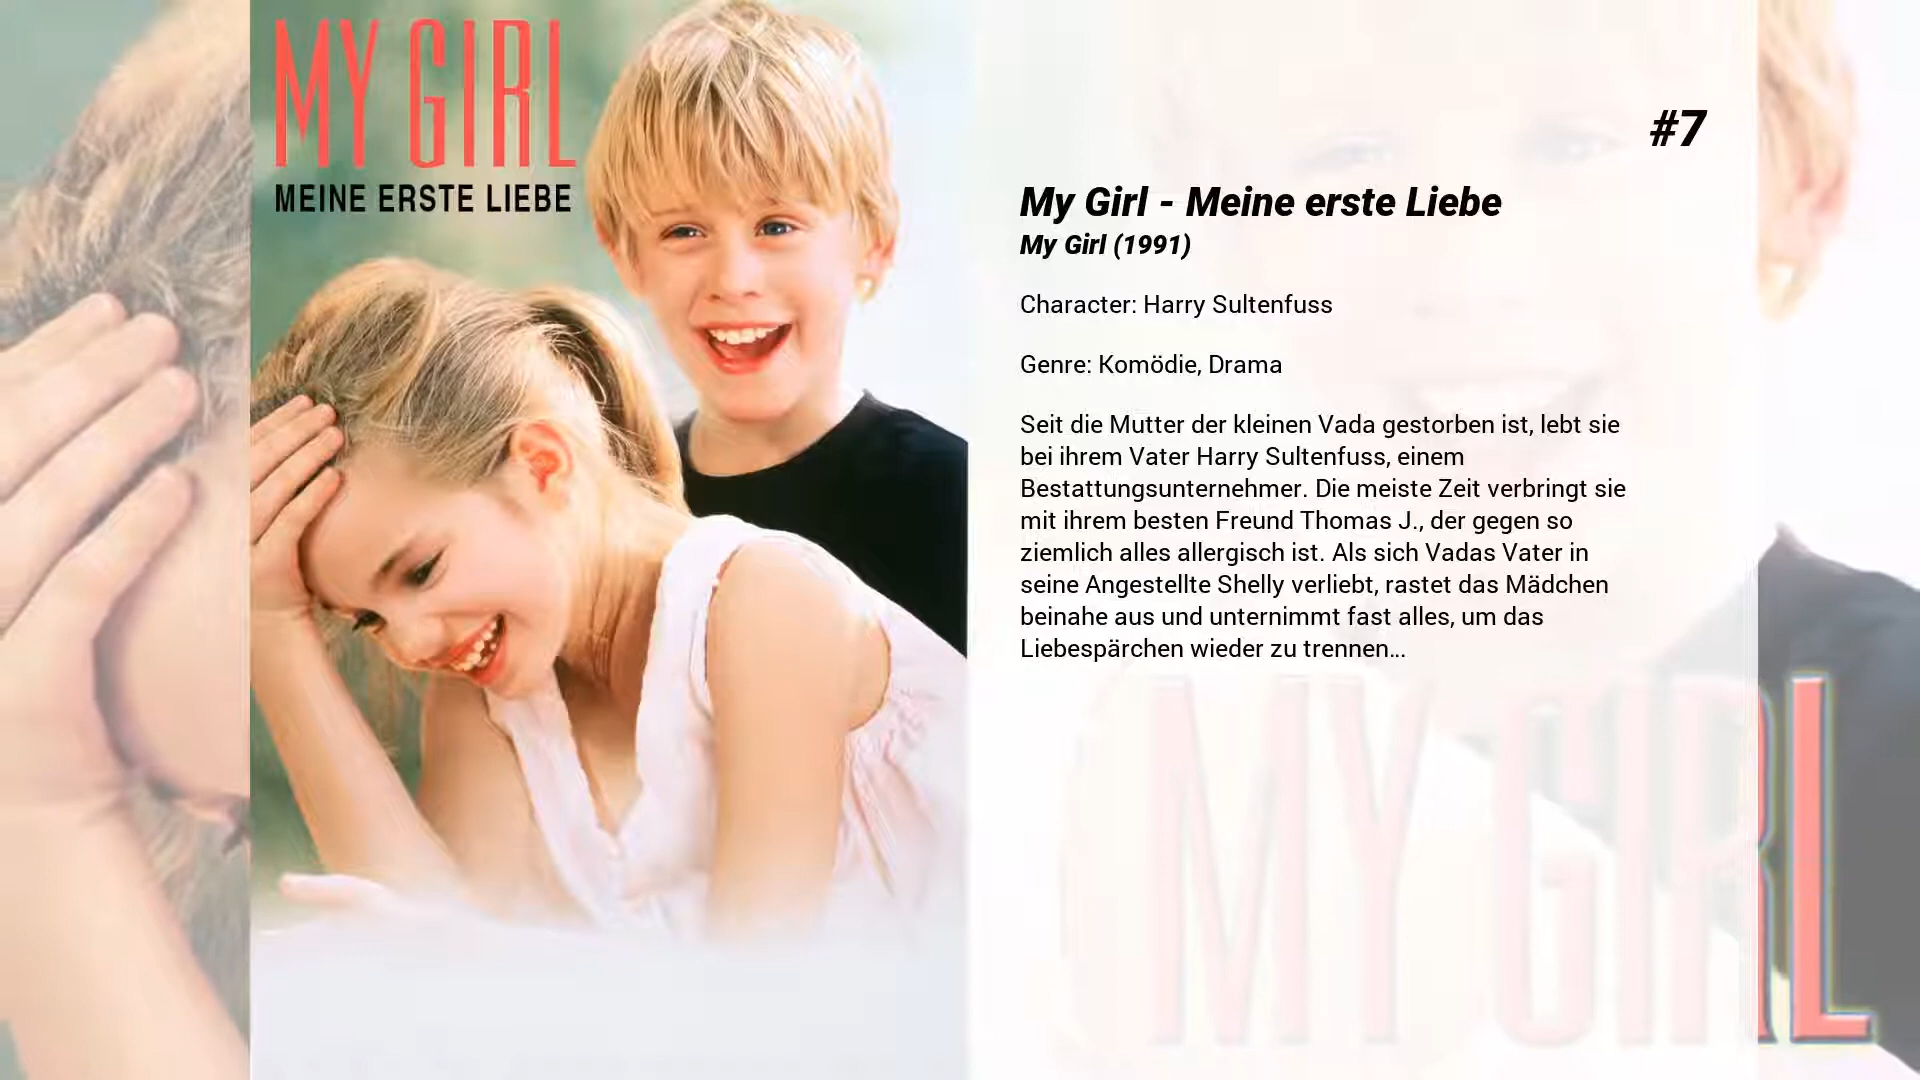 MY GIRL
MEINE ERSTE LIEBE
#7
My Girl - Meine erste Liebe
My Girl (1991)
Character: Harry Sultenfuss
Genre: Komödie, Drama
Seit die Mutter der kleinen Vada gestorben ist, lebt sie
bei ihrem Vater Harry Sultenfuss, einem
Bestattungsunternehmer. Die meiste Zeit verbringt sie
mit ihrem besten Freund Thomas J., der gegen so
ziemlich alles allergisch ist. Als sich Vadas Vater in
seine Angestellte Shelly verliebt, rastet das Mädchen
beinahe aus und unternimmt fast alles, um das
Liebespärchen wieder zu trennen...
MY GIRL